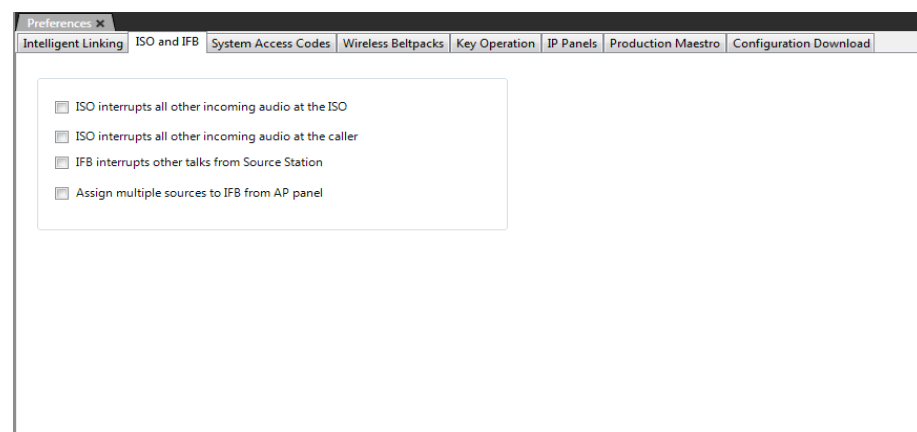 Preferences ×
Intelligent Linking ISO and IFB System Access Codes Wireless Beltpacks Key Operation IP Panels Production Maestro Configuration Download
ISO interrupts all other incoming audio at the ISO
ISO interrupts all other incoming audio at the caller
IFB interrupts other talks from Source Station
Assign multiple sources to IFB from AP panel